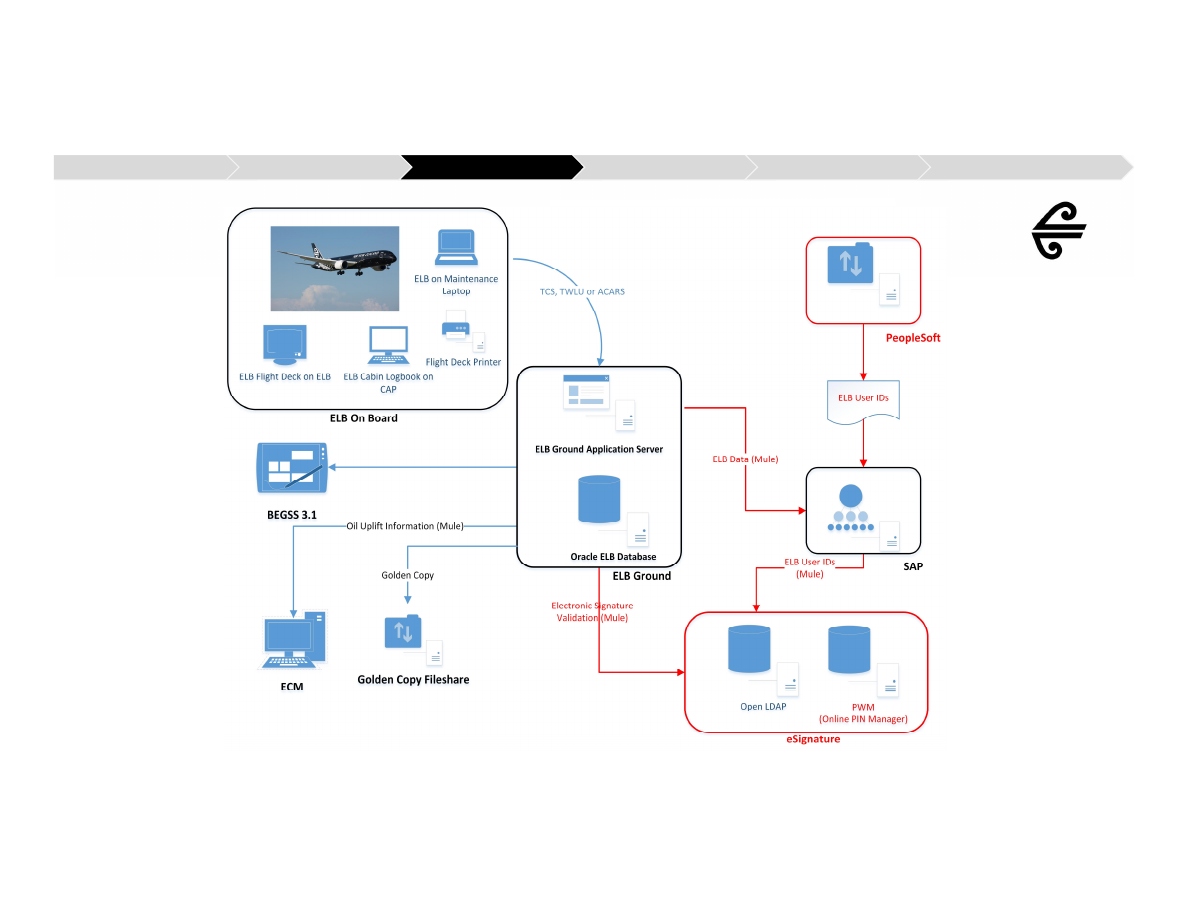 ELB on Maintenance
Laptop
TCS, TWLU or ACARS
Flight Deck Printer
ELB Flight Deck on ELB
ELB Cabin Logbook on
CAP
ELB On Board
PeopleSoft
ELB User IDs
ELB Ground Application Server
ELB Data (Mule)
BEGSS 3.1
Oil Uplift Information (Mule)
Oracle ELB Database
ELB Ground
SAP
ELB User IDs
(Mule)
Golden Copy
Electronic Signature
Validation (Mule)
Golden Copy Fileshare
ECM
Open LDAP
PWM
(Online PIN Manager)
eSignature